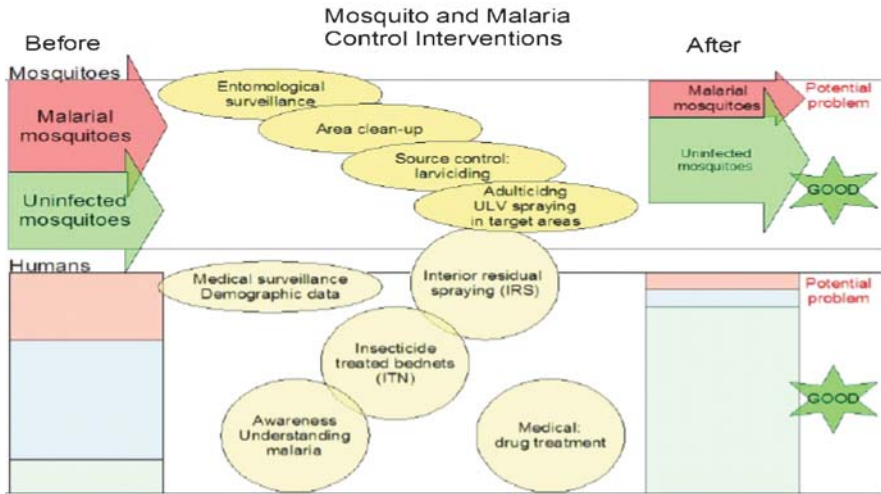 Mosquito and Malaria
Control Interventions
Before
After
Mosquitoes
Malarial
mosquitoes
Uninfected
mosquitoes
Entomological
surveillance
Area clean-up
Source control:
larviciding
Adulticidng
ULV spraying
in target areas
Malarial
mosquitoes
Potential
problem
Uninfected
mosquitoes
GOOD
Humans
Medical surveillance
Demographic data
Interior residual
spraying (IRS)
Insecticide
treated bednets
(ITN)
Awareness
Understanding
malaria
Medical:
drug treatment
Potential
problem
GOOD